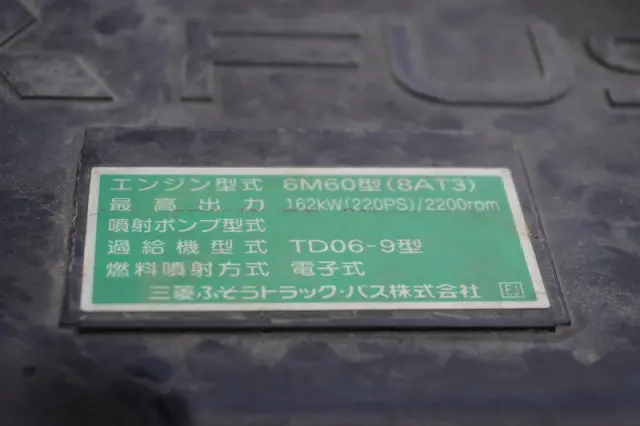 FUS
エンジン型式 6M60型(8AT3)
最高出力 162kW(220PS)/2200rpm
噴射ポンプ型式
過給機型式 TD06-9型
燃料噴射方式 電子式
三菱ふそうトラック・バス株式会社 FJ